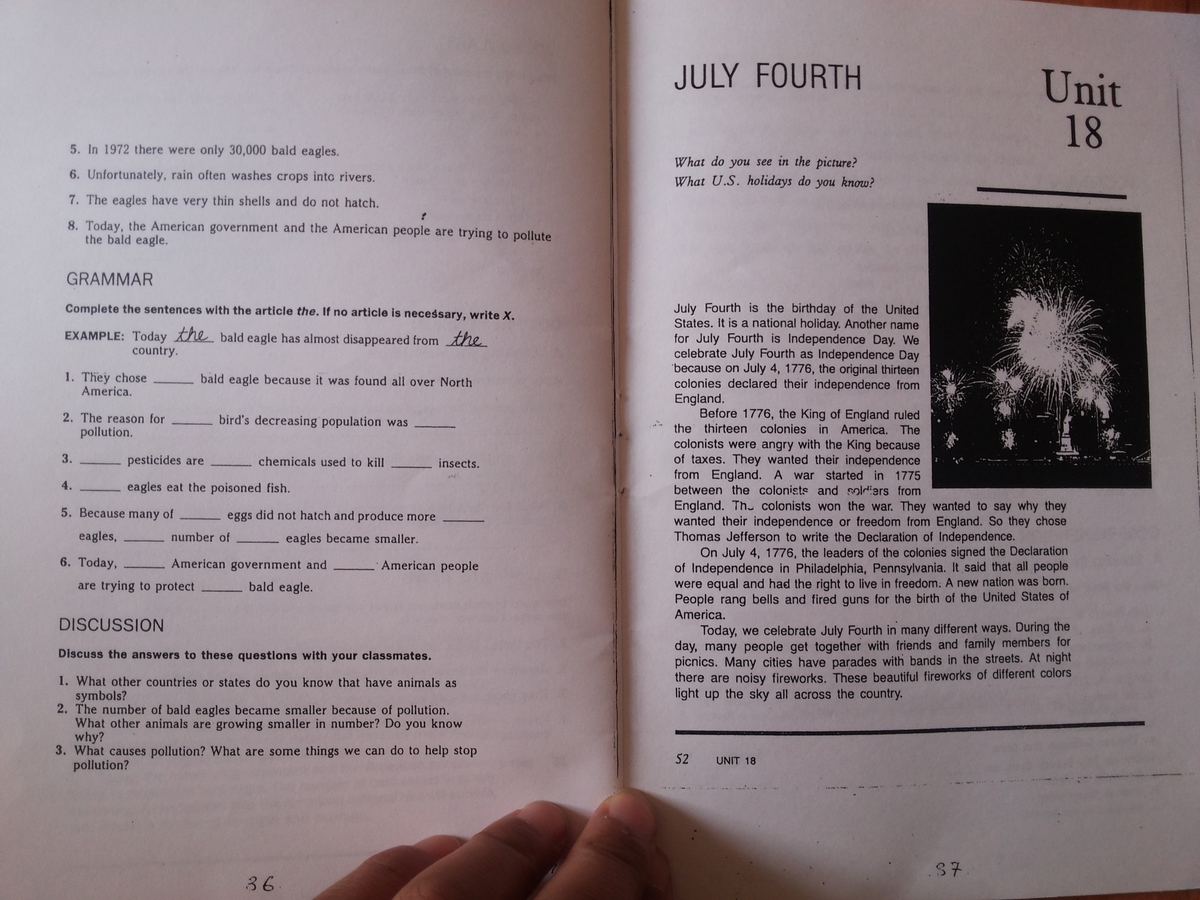 5. In 1972 there were only 30,000 bald eagles.
6. Unfortunately, rain often washes crops into rivers.
7. The eagles have very thin shells and do not hatch.
8. Today, the American government and the American people are trying to pollute
the bald eagle.
GRAMMAR
Complete the sentences with the article the. If no article is necessary, write X.
EXAMPLE: Today the bald eagle has almost disappeared from the
country.
1. They chose ______ bald eagle because it was found all over North
America.
2. The reason for ______ bird's decreasing population was ______
pollution.
3. ______ pesticides are ______ chemicals used to kill ______ insects.
4. ______ eagles eat the poisoned fish.
5. Because many of ______ eggs did not hatch and produce more ______
eagles, ______ number of ______ eagles became smaller.
6. Today, ______ American government and ______ American people
are trying to protect ______ bald eagle.
DISCUSSION
Discuss the answers to these questions with your classmates.
1. What other countries or states do you know that have animals as
symbols?
2. The number of bald eagles became smaller because of pollution.
What other animals are growing smaller in number? Do you know
why?
3. What causes pollution? What are some things we can do to help stop
pollution?
36
JULY FOURTH
Unit
18
What do you see in the picture?
What U.S. holidays do you know?
July Fourth is the birthday of the United
States. It is a national holiday. Another name
for July Fourth is Independence Day. We
celebrate July Fourth as Independence Day
because on July 4, 1776, the original thirteen
colonies declared their independence from
England.
Before 1776, the King of England ruled
the thirteen colonies in America. The
colonists were angry with the King because
of taxes. They wanted their independence
from England. A war started in 1775
between the colonists and soldiers from
England. The colonists won the war. They wanted to say why they
wanted their independence or freedom from England. So they chose
Thomas Jefferson to write the Declaration of Independence.
On July 4, 1776, the leaders of the colonies signed the Declaration
of Independence in Philadelphia, Pennsylvania. It said that all people
were equal and had the right to live in freedom. A new nation was born.
People rang bells and fired guns for the birth of the United States of
America.
Today, we celebrate July Fourth in many different ways. During the
day, many people get together with friends and family members for
picnics. Many cities have parades with bands in the streets. At night
there are noisy fireworks. These beautiful fireworks of different colors
light up the sky all across the country.
52 UNIT 18
37